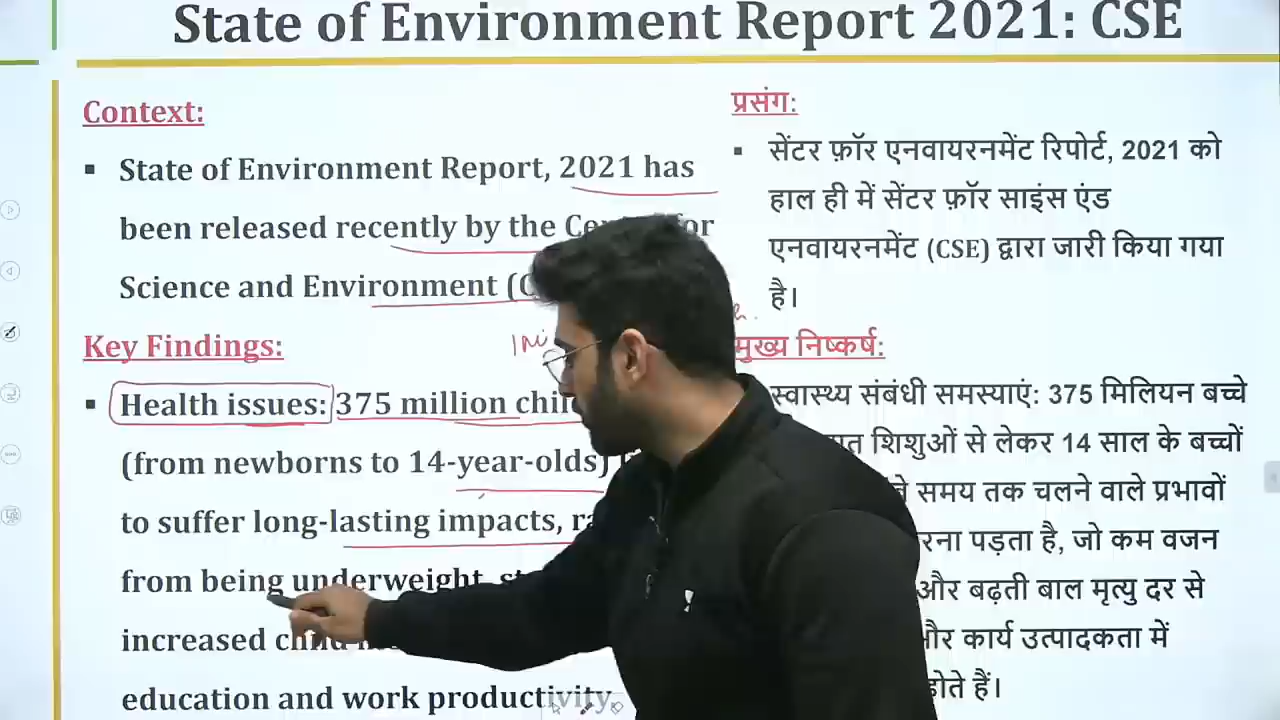 State of Environment Report 2021: CSE
Context:
▪ State of Environment Report, 2021 has
been released recently by the for
Science and Environment
Key Findings:
▪ Health issues: 375 million
(from newborns to 14-year-olds)
to suffer long-lasting impacts,
from being underweight,
increased
education and work productivity.
प्रसंग:
▪ सेंटर फ़ॉर एनवायरनमेंट रिपोर्ट, 2021 को
हाल ही में सेंटर फ़ॉर साइंस एंड
एनवायरनमेंट (CSE) द्वारा जारी किया गया
है।
मुख्य निष्कर्ष:
स्वास्थ्य संबंधी समस्याएं: 375 मिलियन बच्चे
शिशुओं से लेकर 14 साल के बच्चों
समय तक चलने वाले प्रभावों
पड़ता है, जो कम वजन
और बढ़ती बाल मृत्यु दर से
और कार्य उत्पादकता में
होते हैं।